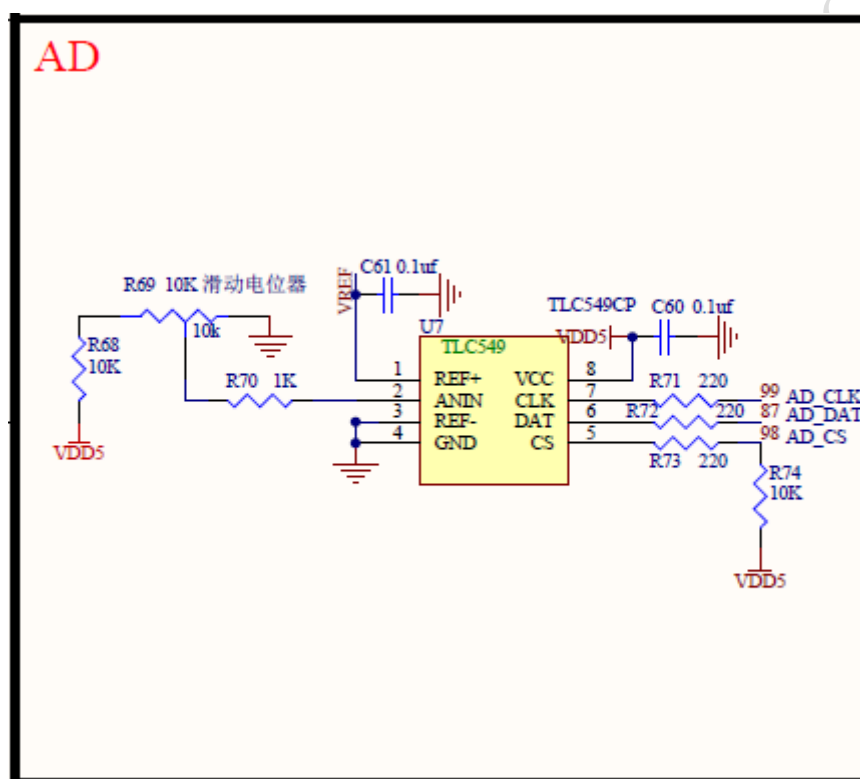 AD
R69 10K 滑动电位器
10k
R68
10K
VDD5
R70 1K
VREF
C61 0.1uf
U7
TLC549
TLC549CP
C60 0.1uf
VDD5
1 REF+ VCC 8
2 ANIN CLK 7
3 REF- DAT 6
4 GND CS 5
R71 220
99 AD_CLK
R72 220
87 AD_DAT
R73 220
98 AD_CS
R74
10K
VDD5